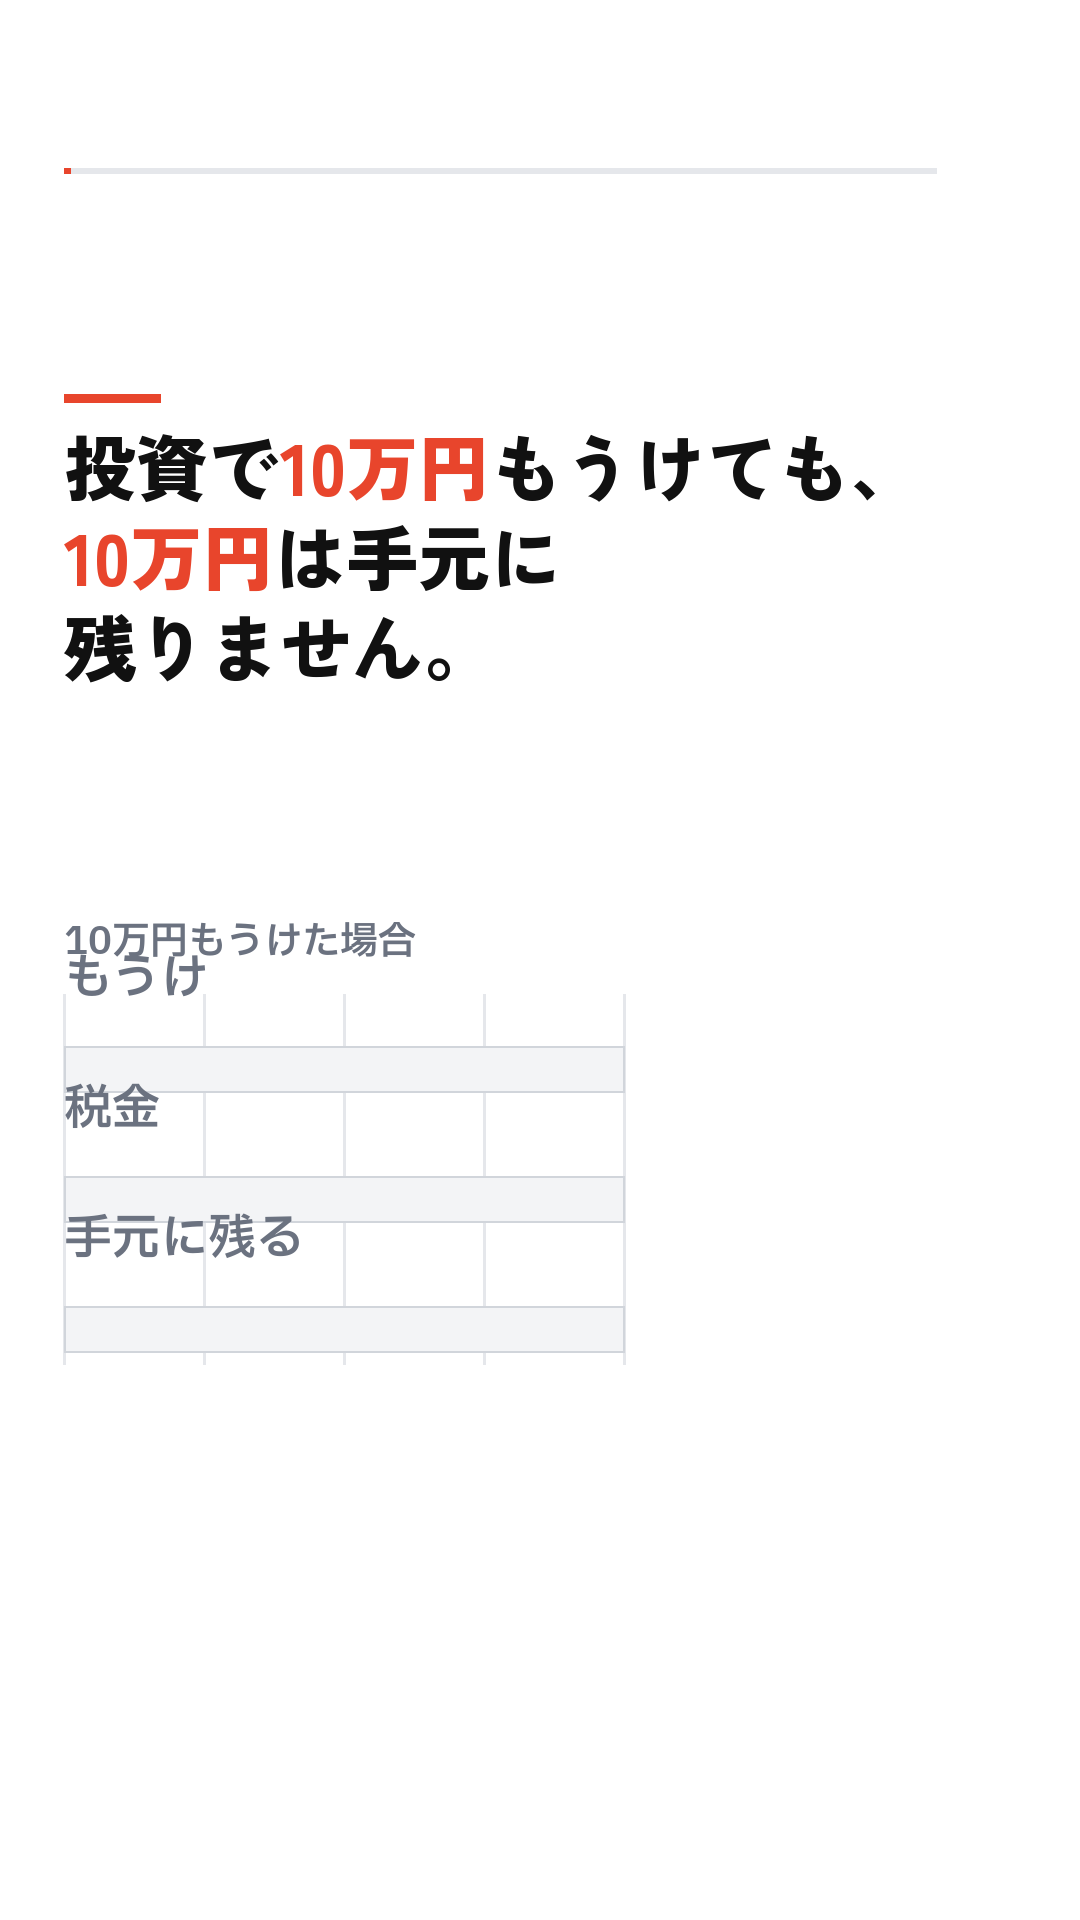 投資で10万円もうけても、
10万円は手元に
残りません。
10万円もうけた場合
もうけ
税金
手元に残る